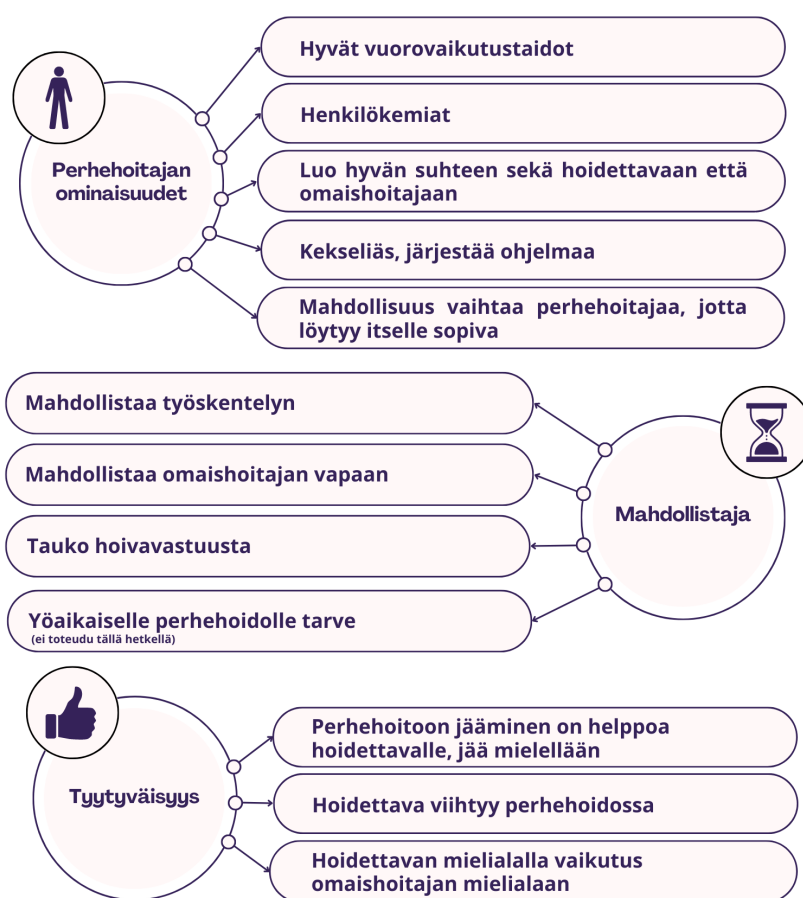 Hyvät vuorovaikutustaidot
Henkilökemiat
Perhehoitajan
ominaisuudet
Luo hyvän suhteen sekä hoidettavaan että
omaishoitajaan
Kekseliäs, järjestää ohjelmaa
Mahdollisuus vaihtaa perhehoitajaa, jotta
löytyy itselle sopiva
Mahdollistaa työskentelyn
Mahdollistaa omaishoitajan vapaan
Mahdollistaja
Tauko hoivavastuusta
Yöaikaiselle perhehoidolle tarve
(ei toteudu tällä hetkellä)
Perhehoitoon jääminen on helppoa
hoidettavalle, jää mielellään
Tyytyväisyys
Hoidettava viihtyy perhehoidossa
Hoidettavan mielialalla vaikutus
omaishoitajan mielialaan